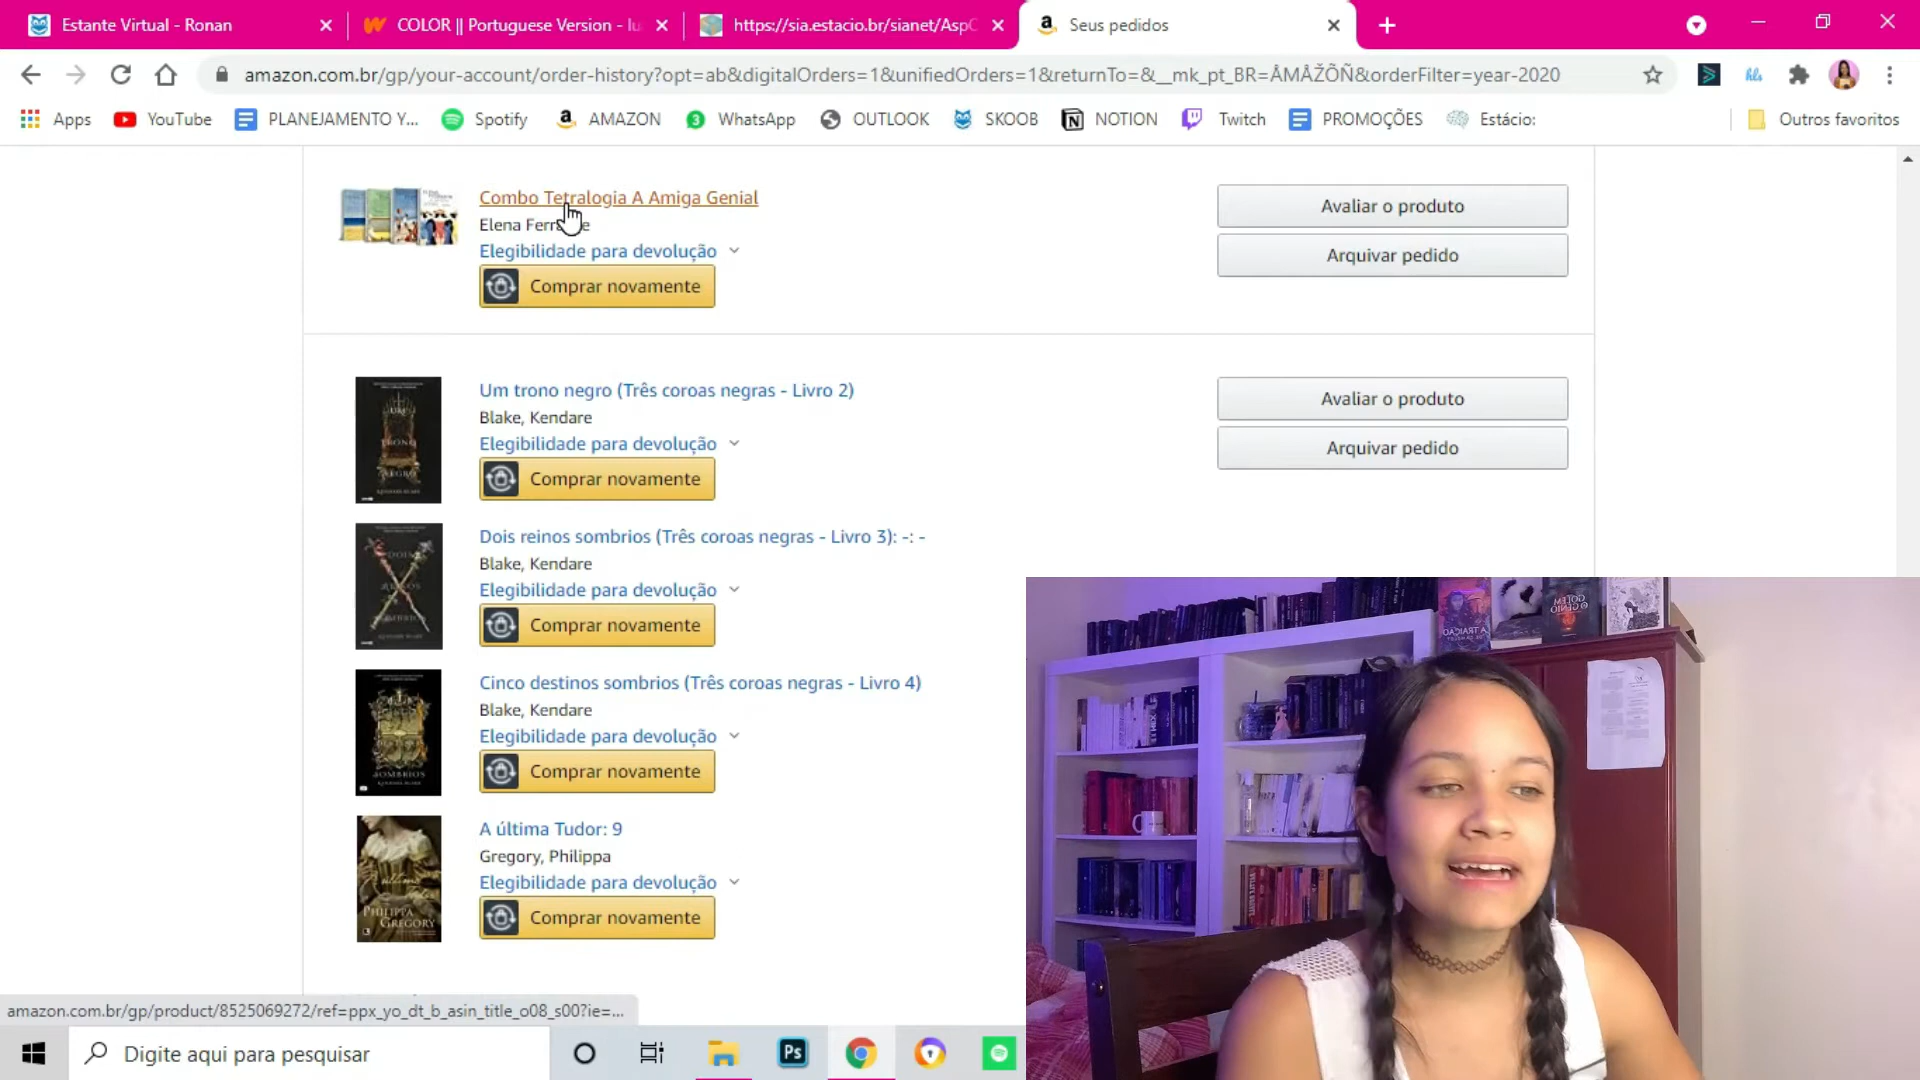 Estante Virtual - Ronan
COLOR || Portuguese Version - lu
https://sia.estacio.br/sianet/AspC
Seus pedidos
amazon.com.br/gp/your-account/order-history?opt=ab&digitalOrders=1&unifiedOrders=1&returnTo=&__mk_pt_BR=ÅMÅŽÕÑ&orderFilter=year-2020
Apps
YouTube
PLANEJAMENTO Y...
Spotify
AMAZON
WhatsApp
OUTLOOK
SKOOB
NOTION
Twitch
PROMOÇÕES
Estácio:
Outros favoritos
Combo Tetralogia A Amiga Genial
Elena
Elegibilidade para devolução
Comprar novamente
Avaliar o produto
Arquivar pedido
Um trono negro (Três coroas negras - Livro 2)
Blake, Kendare
Elegibilidade para devolução
Comprar novamente
Avaliar o produto
Arquivar pedido
Dois reinos sombrios (Três coroas negras - Livro 3): -: -
Blake, Kendare
Elegibilidade para devolução
Comprar novamente
Cinco destinos sombrios (Três coroas negras - Livro 4)
Blake, Kendare
Elegibilidade para devolução
Comprar novamente
A última Tudor: 9
Gregory, Philippa
Elegibilidade para devolução
Comprar novamente
PHILIPPA
GREGORY
amazon.com.br/gp/product/8525069272/ref=ppx_yo_dt_b_asin_title_o08_s00?ie=...
Digite aqui para pesquisar
Ps